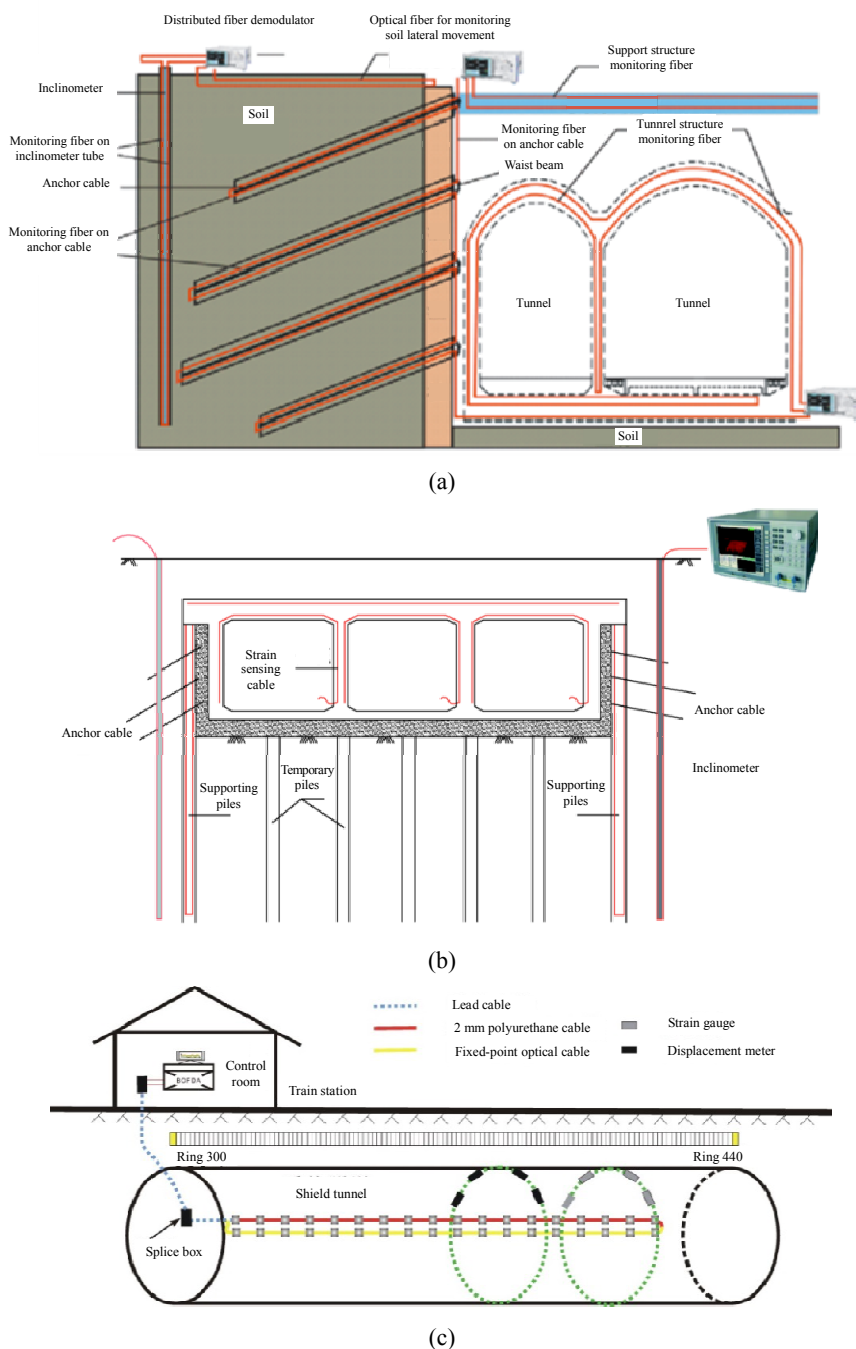 Distributed fiber demodulator
Optical fiber for monitoring
soil lateral movement
Support structure
monitoring fiber
Inclinometer
Soil
Monitoring fiber on
inclinometer tube
Monitoring fiber
on anchor cable
Tunnrel structure
monitoring fiber
Anchor cable
Waist beam
Monitoring fiber on
anchor cable
Tunnel
Tunnel
Soil
(a)
Strain
sensing
cable
Anchor cable
Anchor cable
Inclinometer
Supporting
piles
Temporary
piles
Supporting
piles
(b)
Lead cable
2 mm polyurethane cable
Fixed-point optical cable
Strain gauge
Displacement meter
Control
room
BOFDA
Train station
Ring 300
Ring 440
Shield tunnel
Splice box
(c)